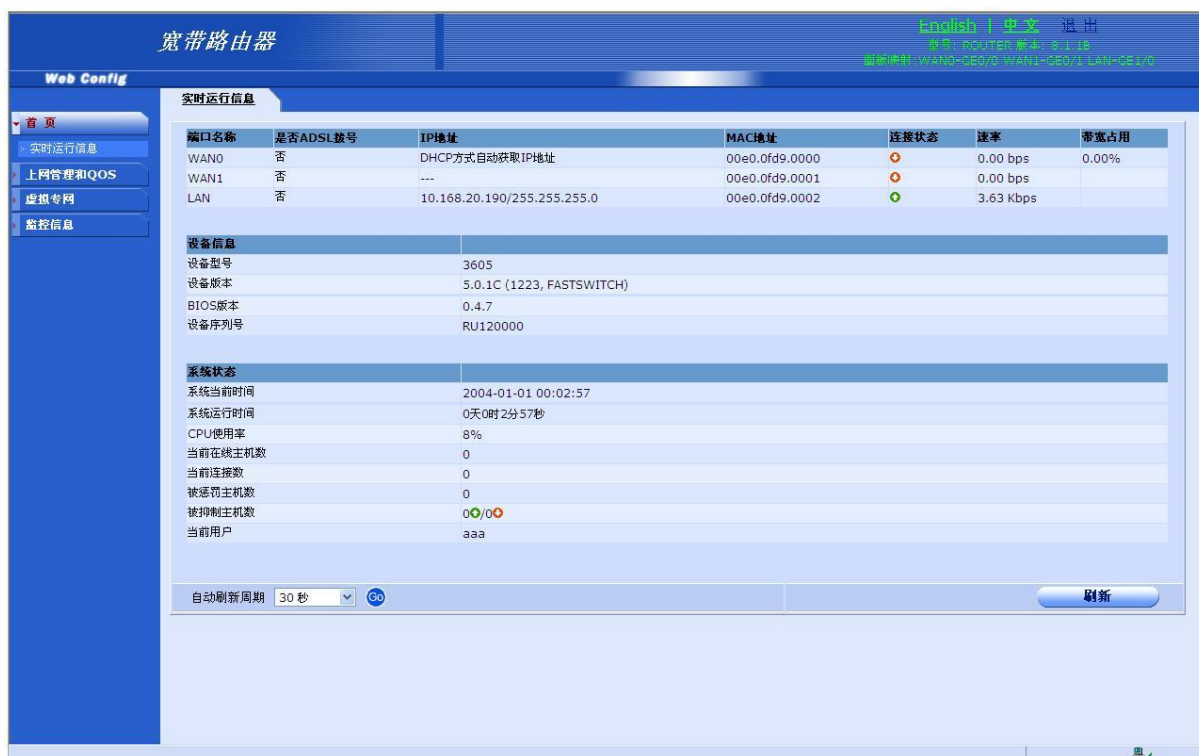 宽带路由器
English | 中文 退出
型号: ROUTER 版本: 8.1.1B
面板映射:WAN0-GE0/0 WAN1-GE0/1 LAN-GE1/0
Web Config
实时运行信息
首 页
实时运行信息
上网管理和QOS
虚拟专网
监控信息
端口名称 是否ADSL拨号 IP地址 MAC地址 连接状态 速率 带宽占用
WAN0 否 DHCP方式自动获取IP地址 00e0.0fd9.0000 0.00 bps 0.00%
WAN1 否 --- 00e0.0fd9.0001 0.00 bps
LAN 否 10.168.20.190/255.255.255.0 00e0.0fd9.0002 3.63 Kbps
设备信息
设备型号 3605
设备版本 5.0.1C (1223, FASTSWITCH)
BIOS版本 0.4.7
设备序列号 RU120000
系统状态
系统当前时间 2004-01-01 00:02:57
系统运行时间 0天0时2分57秒
CPU使用率 8%
当前在线主机数 0
当前连接数 0
被惩罚主机数 0
被抑制主机数 0/0
当前用户 aaa
自动刷新周期 30 秒 Go 刷新